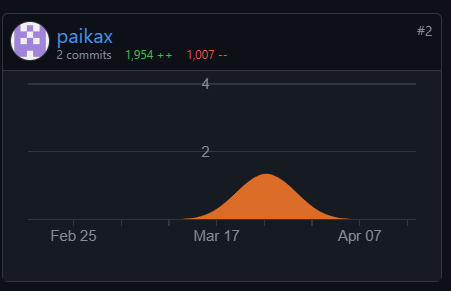 paikax
#2
2 commits 1,954 ++ 1,007 --
4
2
Feb 25 Mar 17 Apr 07